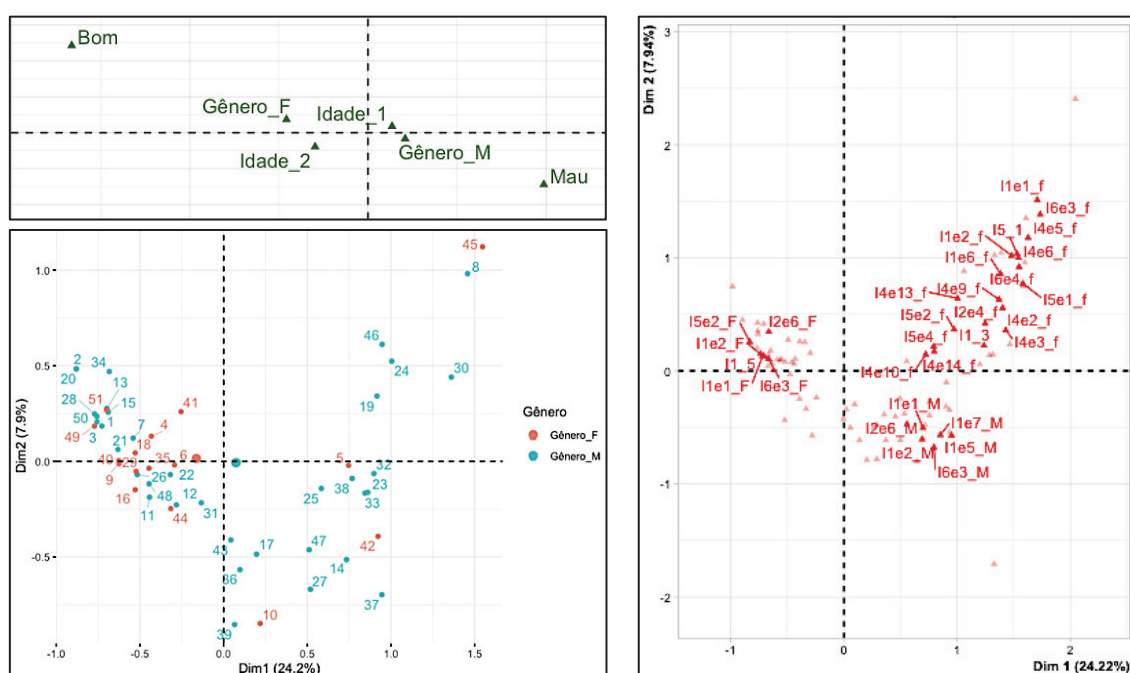 Bom
Gênero_F
Idade_1
Idade_2
Gênero_M
Mau
Dim2 (7.9%)
1.0
0.5
0.0
-0.5
-1.0
-0.5
0.0
0.5
1.0
1.5
Dim1 (24.2%)
45
8
46
24
30
19
2
34
20
13
28
51
15
50
1
7
41
49
3
21
18
4
40
29
35
6
9
26
22
16
48
12
11
44
31
5
32
38
23
25
33
43
17
47
42
36
14
27
37
39
10
Gênero
Gênero_F
Gênero_M
Dim 2 (7.94%)
3
2
1
0
-1
-2
-1
0
1
2
Dim 1 (24.22%)
I1e1_f
I6e3_f
I5_1
I4e5_f
I1e2_f
I4e6_f
I1e6_f
I6e4_f
I4e9_f
I5e1_f
I4e13_f
I5e2_f
I2e4_f
I4e2_f
I5e4_f
I1_3
I4e3_f
I4e10_f
I4e14_f
I5e2_F
I2e6_F
I1e2_F
I1_5
I1e1_F
I6e3_F
I1e1_M
I2e6_M
I1e7_M
I1e2_M
I1e5_M
I6e3_M